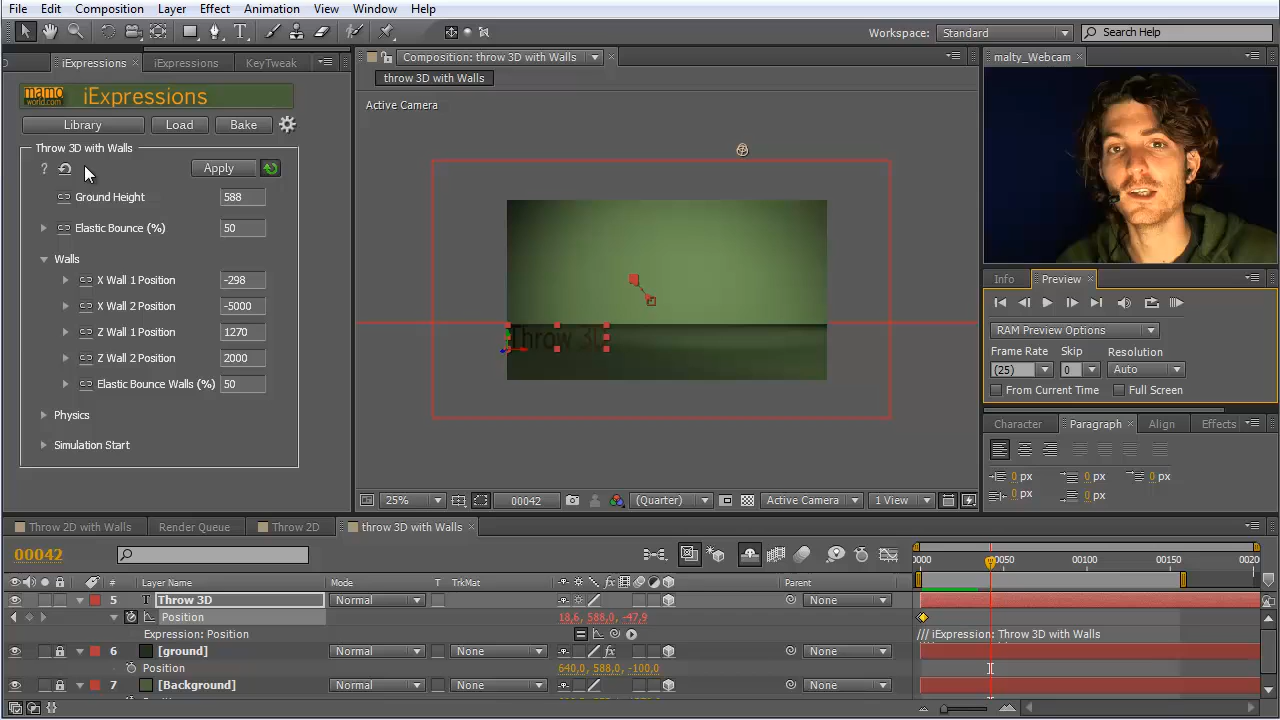 File Edit Composition Layer Effect Animation View Window Help
Workspace: Standard Search Help
iExpressions iExpressions KeyTweak
Composition: throw 3D with Walls
malty_Webcam
throw 3D with Walls
mamo world.com iExpressions
Active Camera
Library Load Bake
Throw 3D with Walls
? Apply
Ground Height 588
Elastic Bounce (%) 50
Walls
X Wall 1 Position -298
X Wall 2 Position -5000
Z Wall 1 Position 1270
Z Wall 2 Position 2000
Elastic Bounce Walls (%) 50
Physics
Simulation Start
Throw 3D
Info Preview
RAM Preview Options
Frame Rate Skip Resolution
(25) 0 Auto
From Current Time Full Screen
Character Paragraph Align Effects
0 px 0 px 0 px
0 px 0 px
25% 00042 (Quarter) Active Camera 1 View
Throw 2D with Walls Render Queue Throw 2D throw 3D with Walls
00042
0000 00050 00100 00150 0020
# Layer Name Mode T TrkMat Parent
5 T Throw 3D Normal None
Position 18,6, 588,0, -47,9
Expression: Position /// iExpression: Throw 3D with Walls
6 [ground] Normal None None
Position 640,0, 588,0, -100,0
7 [Background] Normal None None